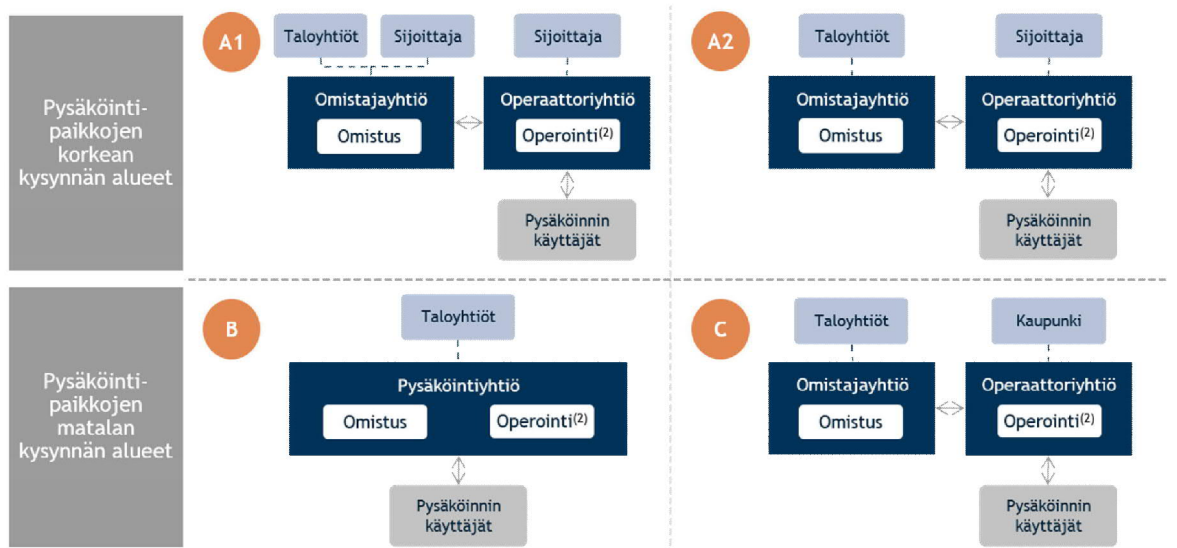 Pysäköinti-
paikkojen
korkean
kysynnän alueet
A1
Taloyhtiöt
Sijoittaja
Sijoittaja
Omistajayhtiö
Omistus
Operaattoriyhtiö
Operointi(2)
Pysäköinnin
käyttäjät
A2
Taloyhtiöt
Sijoittaja
Omistajayhtiö
Omistus
Operaattoriyhtiö
Operointi(2)
Pysäköinnin
käyttäjät
Pysäköinti-
paikkojen
matalan
kysynnän alueet
B
Taloyhtiöt
Pysäköintiyhtiö
Omistus
Operointi(2)
Pysäköinnin
käyttäjät
C
Taloyhtiöt
Kaupunki
Omistajayhtiö
Omistus
Operaattoriyhtiö
Operointi(2)
Pysäköinnin
käyttäjät